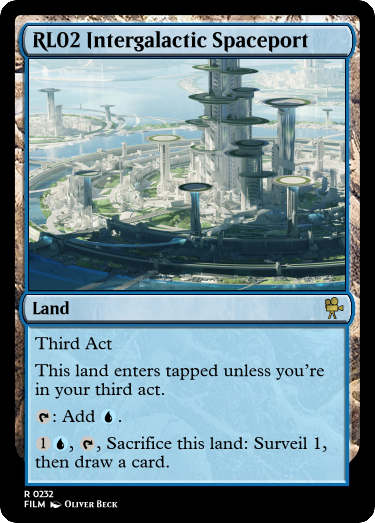 RL02 Intergalactic Spaceport
Land
Third Act
This land enters tapped unless you're
in your third act.
: Add .
1 , , Sacrifice this land: Surveil 1,
then draw a card.
R 0232
FILM Oliver Beck